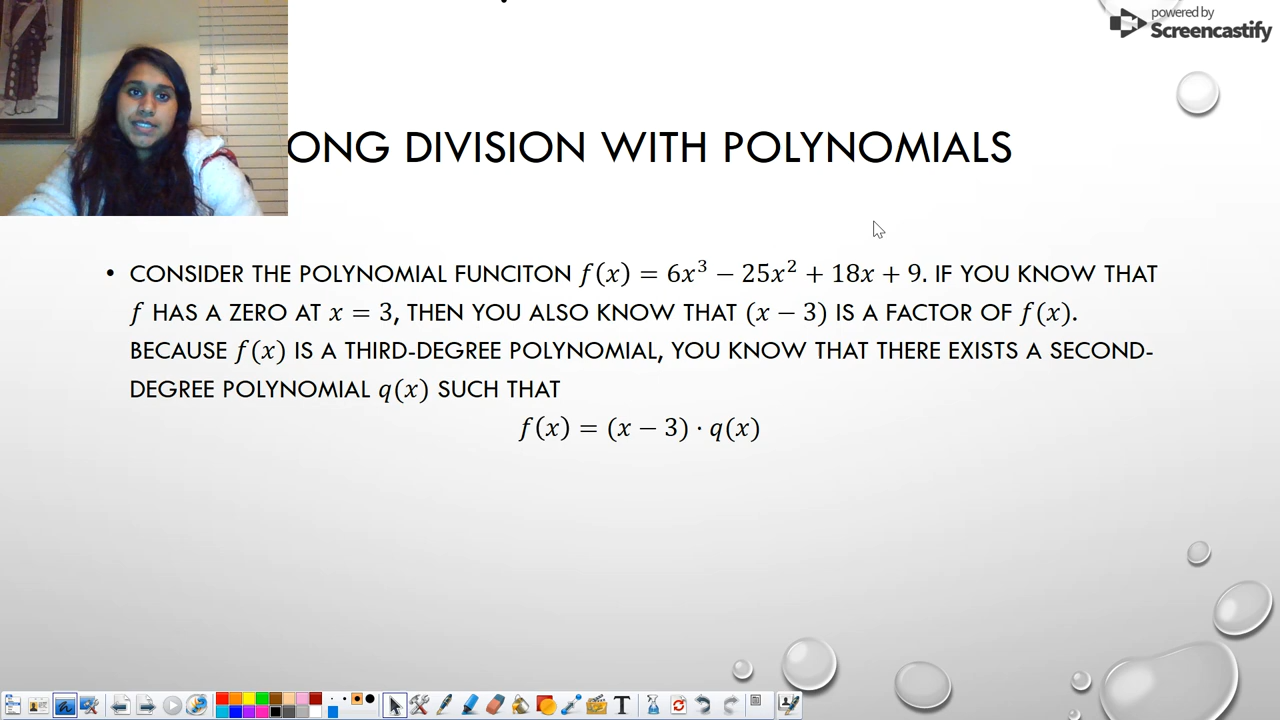 powered by
Screencastify
ONG DIVISION WITH POLYNOMIALS
• CONSIDER THE POLYNOMIAL FUNCITON f(x) = 6x³ − 25x² + 18x + 9. IF YOU KNOW THAT
f HAS A ZERO AT x = 3, THEN YOU ALSO KNOW THAT (x − 3) IS A FACTOR OF f(x).
BECAUSE f(x) IS A THIRD-DEGREE POLYNOMIAL, YOU KNOW THAT THERE EXISTS A SECOND-
DEGREE POLYNOMIAL q(x) SUCH THAT
f(x) = (x − 3) · q(x)
T